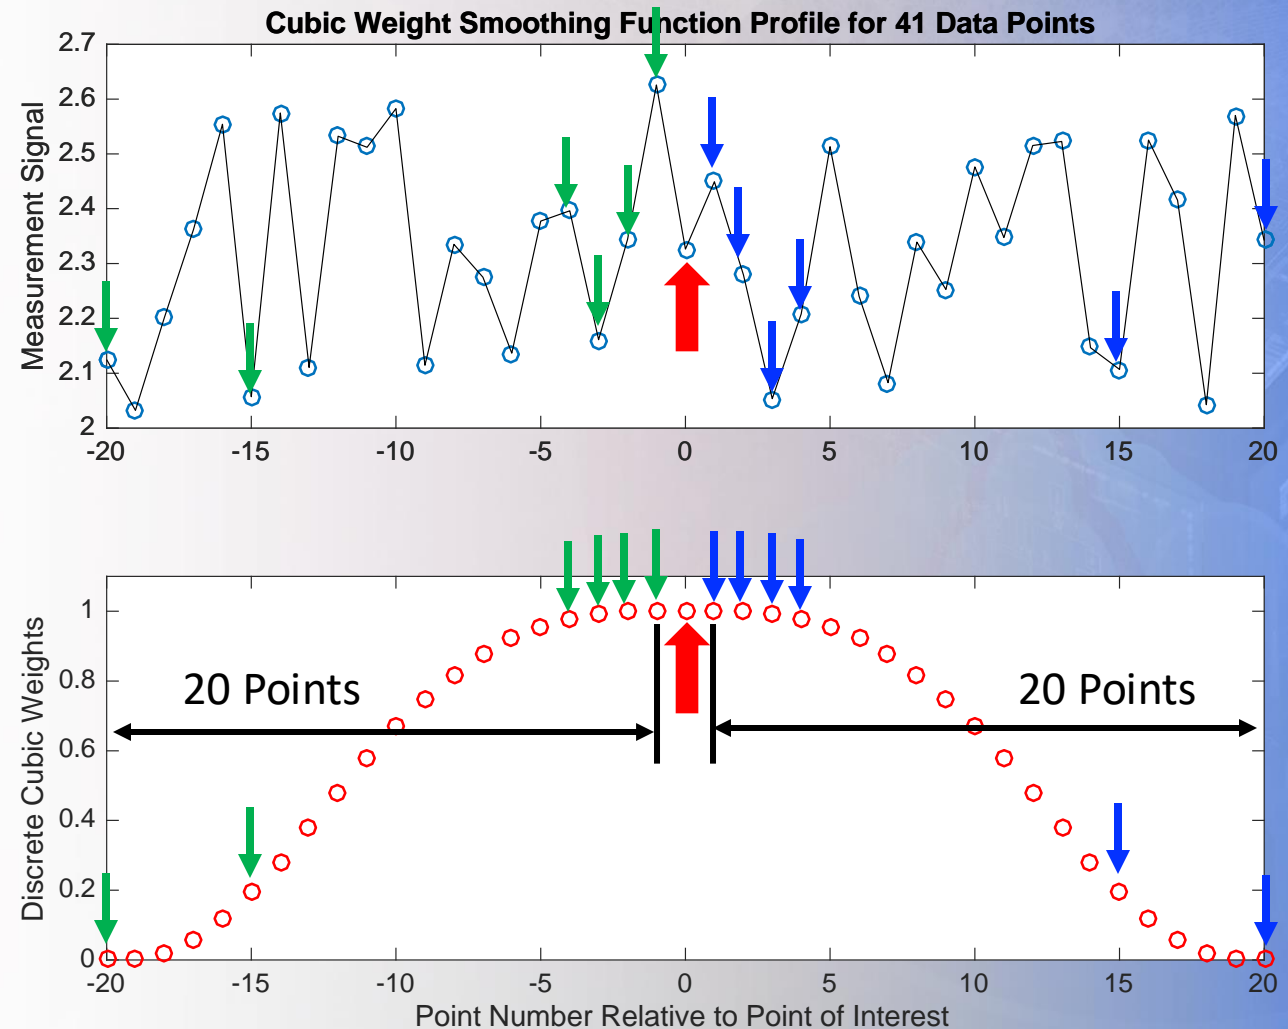 Cubic Weight Smoothing Function Profile for 41 Data Points
Measurement Signal
2.7
2.6
2.5
2.4
2.3
2.2
2.1
2
-20 -15 -10 -5 0 5 10 15 20
Discrete Cubic Weights
1
0.8
0.6
0.4
0.2
0
20 Points 20 Points
-20 -15 -10 -5 0 5 10 15 20
Point Number Relative to Point of Interest